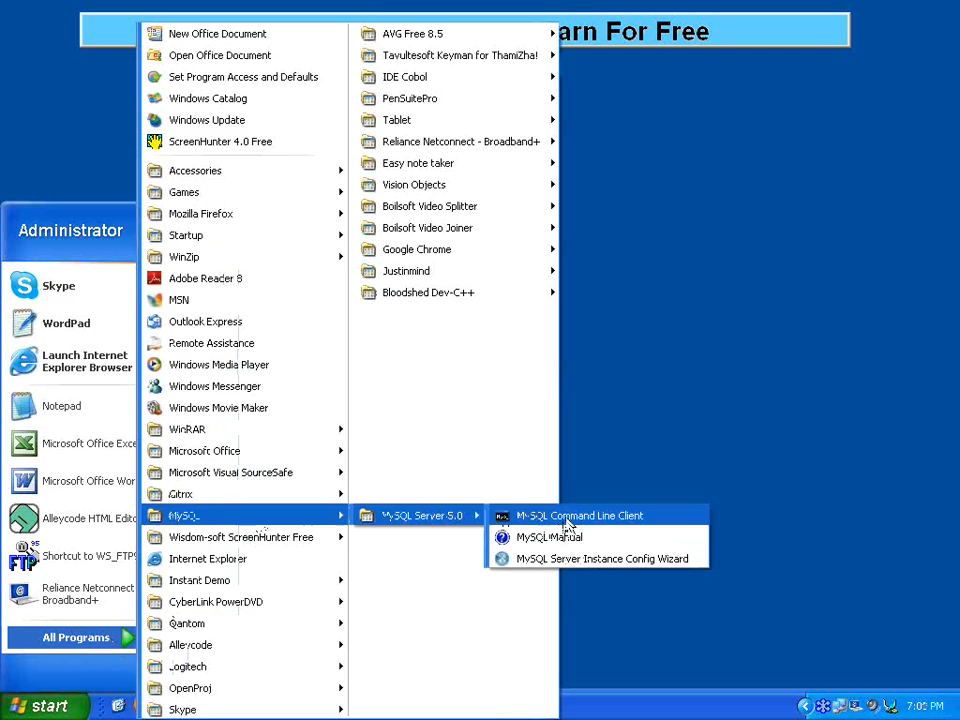 arn For Free
New Office Document
Open Office Document
Set Program Access and Defaults
Windows Catalog
Windows Update
ScreenHunter 4.0 Free
Accessories
Games
Mozilla Firefox
Startup
WinZip
Adobe Reader 8
MSN
Outlook Express
Remote Assistance
Windows Media Player
Windows Messenger
Windows Movie Maker
WinRAR
Microsoft Office
Microsoft Visual SourceSafe
Citrix
MySQL
Wisdom-soft ScreenHunter Free
Internet Explorer
Instant Demo
CyberLink PowerDVD
Qantom
Alleycode
Logitech
OpenProj
Skype
AVG Free 8.5
Tavultesoft Keyman for ThamiZha!
IDE Cobol
PenSuitePro
Tablet
Reliance Netconnect - Broadband+
Easy note taker
Vision Objects
Boilsoft Video Splitter
Boilsoft Video Joiner
Google Chrome
Justinmind
Bloodshed Dev-C++
MySQL Server 5.0
MySQL Command Line Client
MySQL Manual
MySQL Server Instance Config Wizard
Administrator
Skype
WordPad
Launch Internet
Explorer Browser
Notepad
Microsoft Office Exce
Microsoft Office Wor
Alleycode HTML Edito
Shortcut to WS_FTP9
Reliance Netconnect
Broadband+
All Programs
start